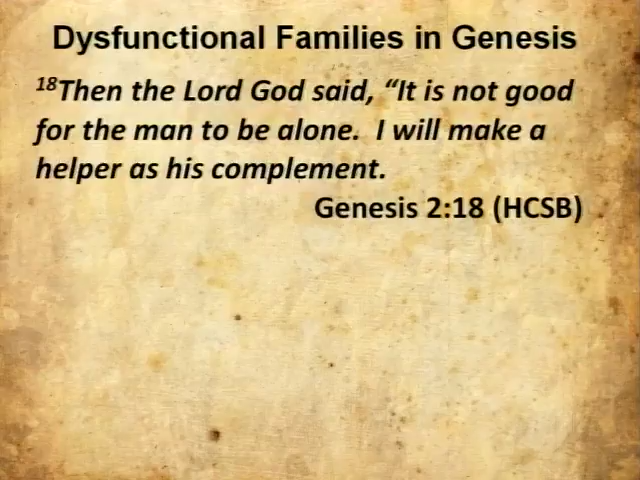 Dysfunctional Families in Genesis
18Then the Lord God said, “It is not good
for the man to be alone.  I will make a
helper as his complement.
Genesis 2:18 (HCSB)